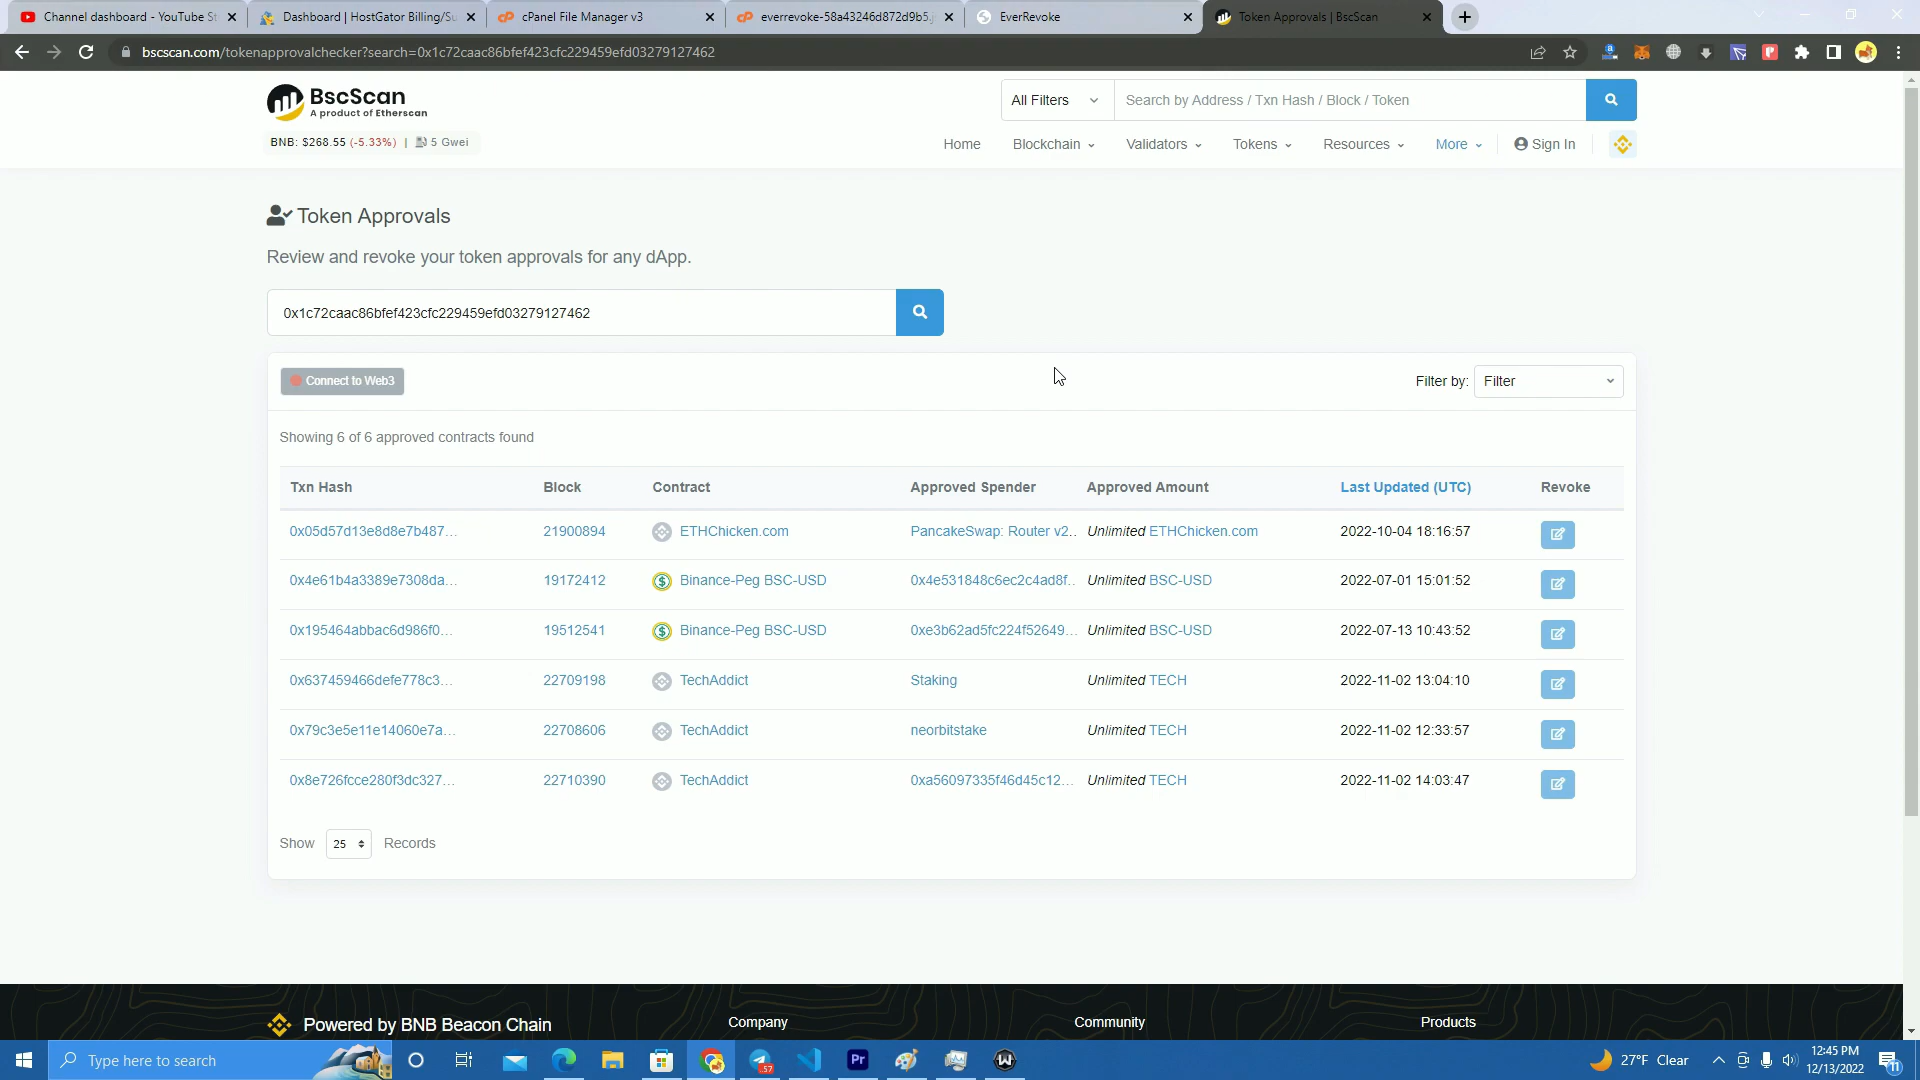 Channel dashboard - YouTube St
Dashboard | HostGator Billing/Su
cPanel File Manager v3
everrevoke-58a43246d872d9b5.j
EverRevoke
Token Approvals | BscScan
bscscan.com/tokenapprovalchecker?search=0x1c72caac86bfef423cfc229459efd03279127462
BscScan
A product of Etherscan
All Filters
Search by Address / Txn Hash / Block / Token
BNB: $268.55 (-5.33%) | 5 Gwei
Home Blockchain Validators Tokens Resources More Sign In
Token Approvals
Review and revoke your token approvals for any dApp.
0x1c72caac86bfef423cfc229459efd03279127462
Connect to Web3
Filter by: Filter
Showing 6 of 6 approved contracts found
Txn Hash Block Contract Approved Spender Approved Amount Last Updated (UTC) Revoke
0x05d57d13e8d8e7b487... 21900894 ETHChicken.com PancakeSwap: Router v2... Unlimited ETHChicken.com 2022-10-04 18:16:57
0x4e61b4a3389e7308da... 19172412 Binance-Peg BSC-USD 0x4e531848c6ec2c4ad8f... Unlimited BSC-USD 2022-07-01 15:01:52
0x195464abbac6d986f0... 19512541 Binance-Peg BSC-USD 0xe3b62ad5fc224f52649... Unlimited BSC-USD 2022-07-13 10:43:52
0x637459466defe778c3... 22709198 TechAddict Staking Unlimited TECH 2022-11-02 13:04:10
0x79c3e5e11e14060e7a... 22708606 TechAddict neorbitstake Unlimited TECH 2022-11-02 12:33:57
0x8e726fcce280f3dc327... 22710390 TechAddict 0xa56097335f46d45c12... Unlimited TECH 2022-11-02 14:03:47
Show 25 Records
Powered by BNB Beacon Chain
Company
Community
Products
Type here to search
Pr
.57
27°F Clear
12:45 PM
12/13/2022
11